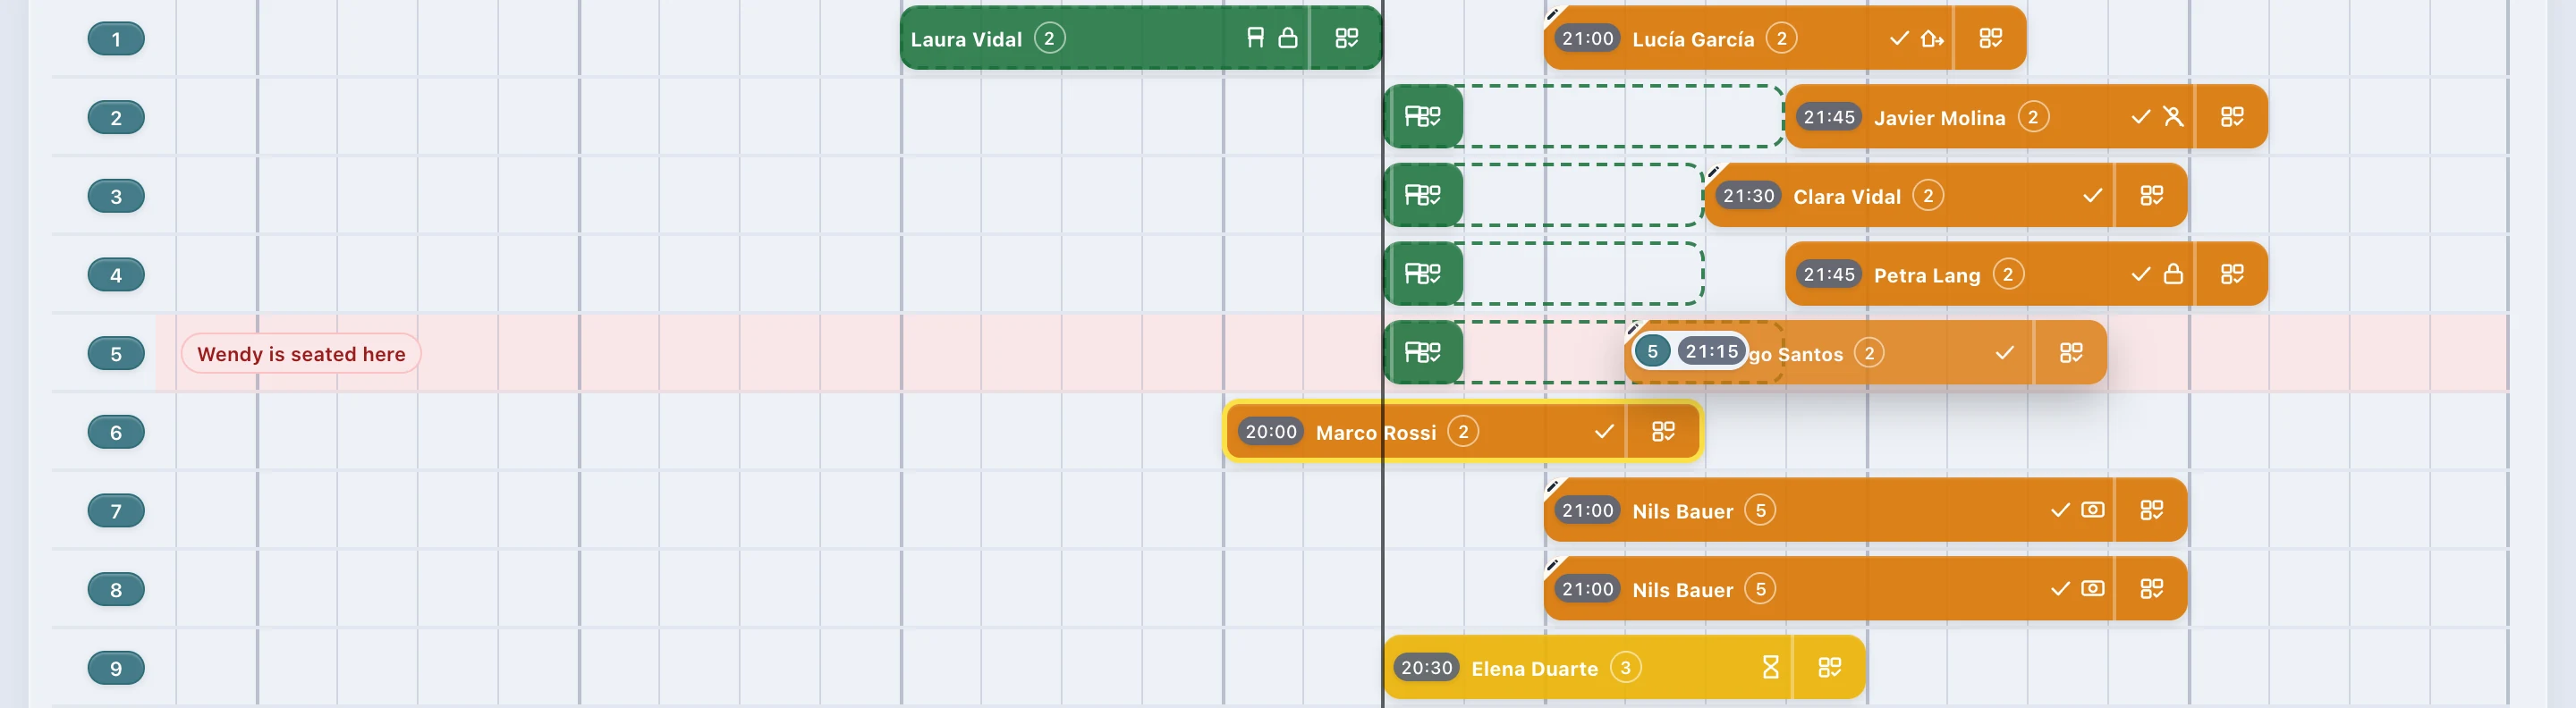 1 Laura Vidal 2 21:00 Lucía García 2
2 21:45 Javier Molina 2
3 21:30 Clara Vidal 2
4 21:45 Petra Lang 2
5 Wendy is seated here 5 21:15 go Santos 2
6 20:00 Marco Rossi 2
7 21:00 Nils Bauer 5
8 21:00 Nils Bauer 5
9 20:30 Elena Duarte 3